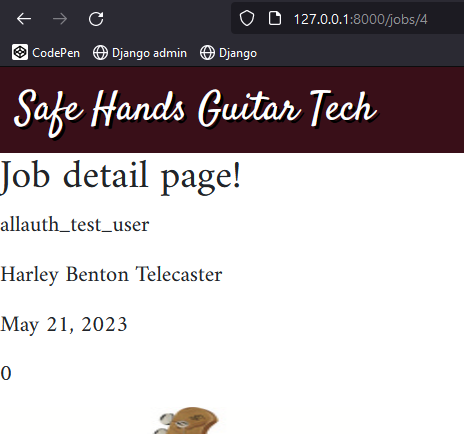 127.0.0.1:8000/jobs/4
CodePen
Django admin
Django
Safe Hands Guitar Tech
Job detail page!
allauth_test_user
Harley Benton Telecaster
May 21, 2023
0